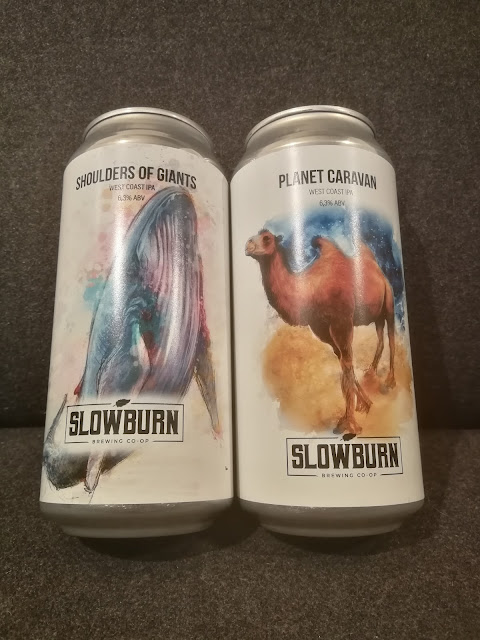 SHOULDERS OF GIANTS
WEST COAST IPA
6,3% ABV
SLOWBURN
BREWING CO-OP
PLANET CARAVAN
WEST COAST IPA
6,3% ABV
SLOWBURN
BREWING CO-OP